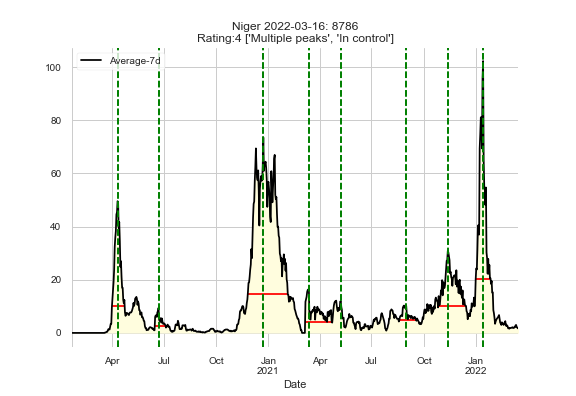 Niger 2022-03-16: 8786
Rating:4 ['Multiple peaks', 'In control']
Average-7d
100
80
60
40
20
0
Apr Jul Oct Jan Apr Jul Oct Jan
2021 2022
Date